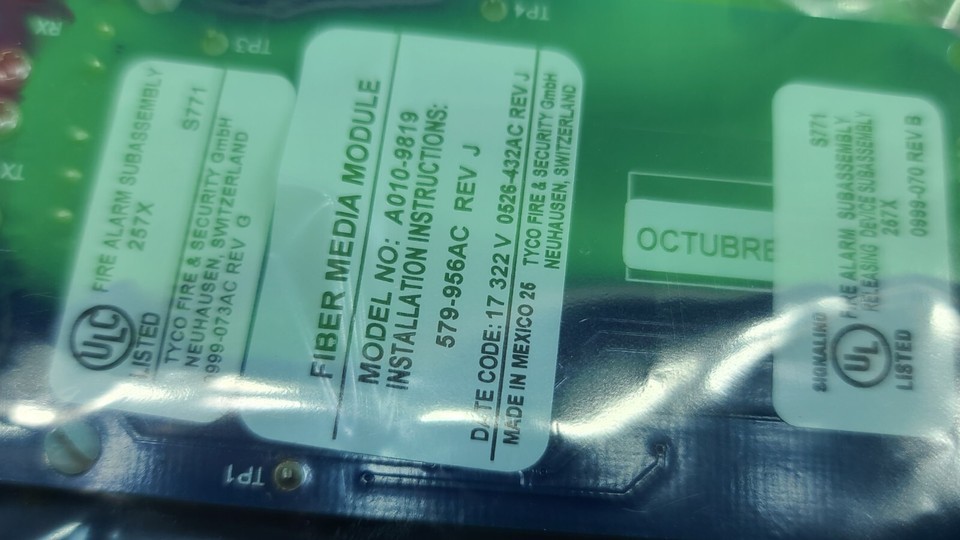 RX
TX
TP3
TP4
TP1
FIRE ALARM SUBASSEMBLY
257X S771
ULC
LISTED
TYCO FIRE & SECURITY GmbH
NEUHAUSEN, SWITZERLAND
0999-073AC REV G
FIBER MEDIA MODULE
MODEL NO: A010-9819
INSTALLATION INSTRUCTIONS:
579-956AC REV J
DATE CODE: 17 322 V 0526-432AC REV J
MADE IN MEXICO 25 TYCO FIRE & SECURITY GmbH
NEUHAUSEN, SWITZERLAND
OCTUBRE
SIGNALING S771
FIRE ALARM SUBASSEMBLY
RELEASING DEVICE SUBASSEMBLY
UL 267X
LISTED 0999-070 REV B